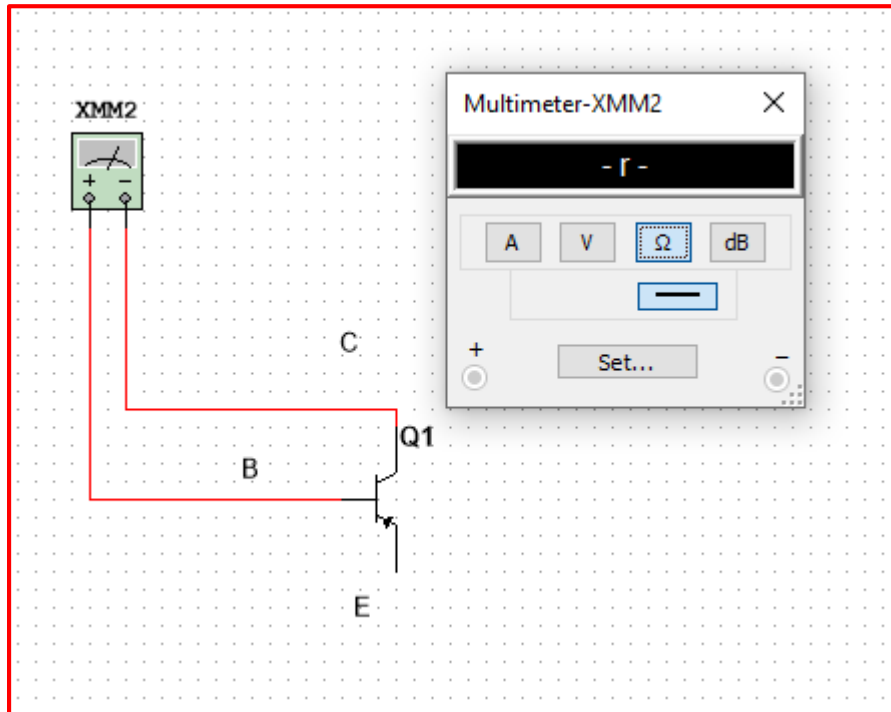 XMM2
+ −
Multimeter-XMM2
- r -
A V Ω dB
+ Set... −
C
Q1
B
E